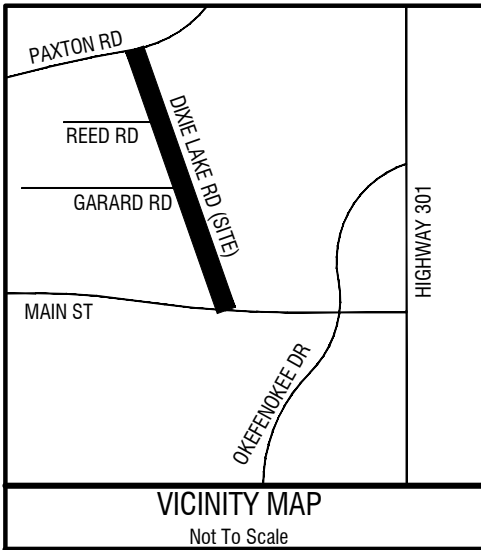 PAXTON RD
REED RD
DIXIE LAKE RD (SITE)
GARARD RD
HIGHWAY 301
MAIN ST
OKEFENOKEE DR
VICINITY MAP
Not To Scale